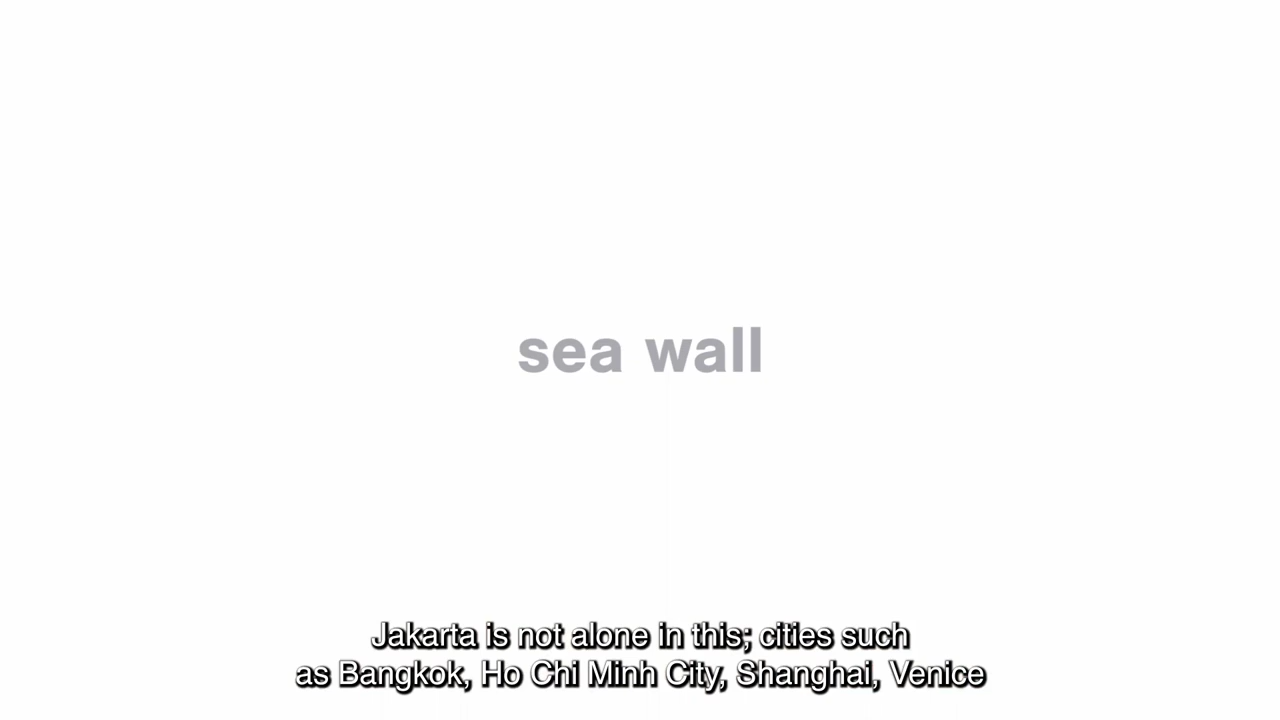 sea wall
Jakarta is not alone in this; cities such
as Bangkok, Ho Chi Minh City, Shanghai, Venice